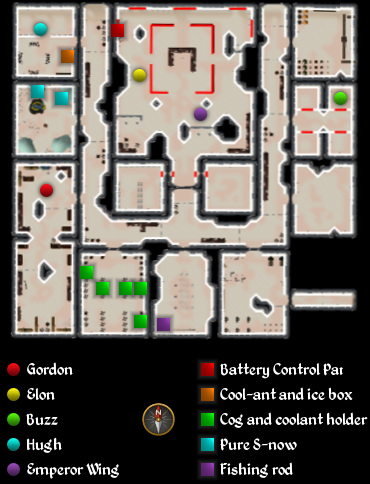 Gordon
Elon
Buzz
Hugh
Emperor Wing
Battery Control Par
Cool-ant and ice box
Cog and coolant holder
Pure S-now
Fishing rod